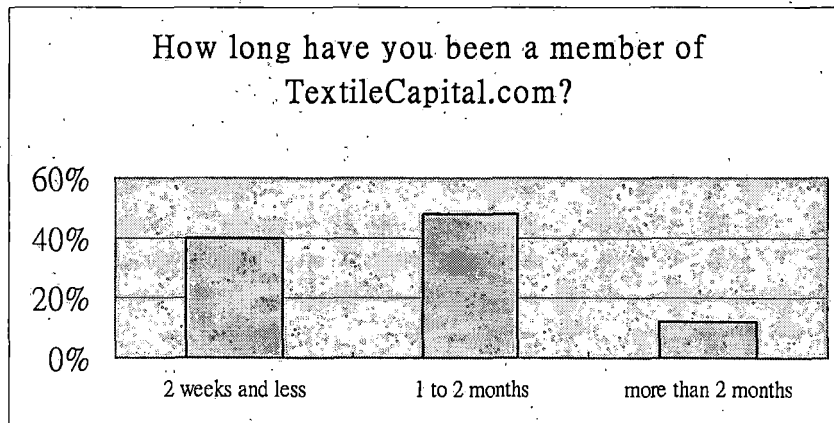 How long have you been a member of
TextileCapital.com?
60%
40%
20%
0%
2 weeks and less
1 to 2 months
more than 2 months